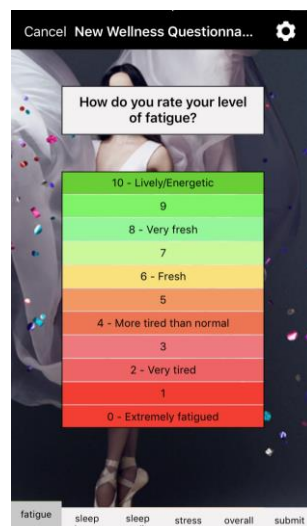 Cancel New Wellness Questionna...
How do you rate your level
of fatigue?
10 - Lively/Energetic
9
8 - Very fresh
7
6 - Fresh
5
4 - More tired than normal
3
2 - Very tired
1
0 - Extremely fatigued
fatigue sleep sleep stress overall submit